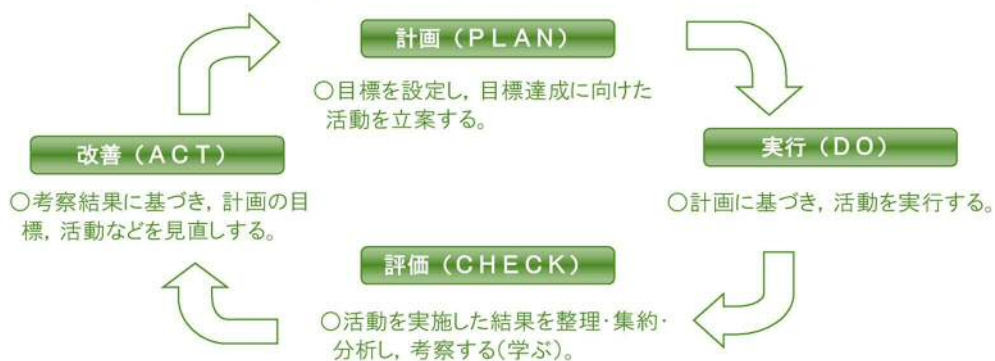 計画（ＰＬＡＮ）
○目標を設定し，目標達成に向けた
活動を立案する。
実行（ＤＯ）
○計画に基づき，活動を実行する。
評価（ＣＨＥＣＫ）
○活動を実施した結果を整理・集約・
分析し，考察する（学ぶ）。
改善（ＡＣＴ）
○考察結果に基づき，計画の目
標，活動などを見直しする。